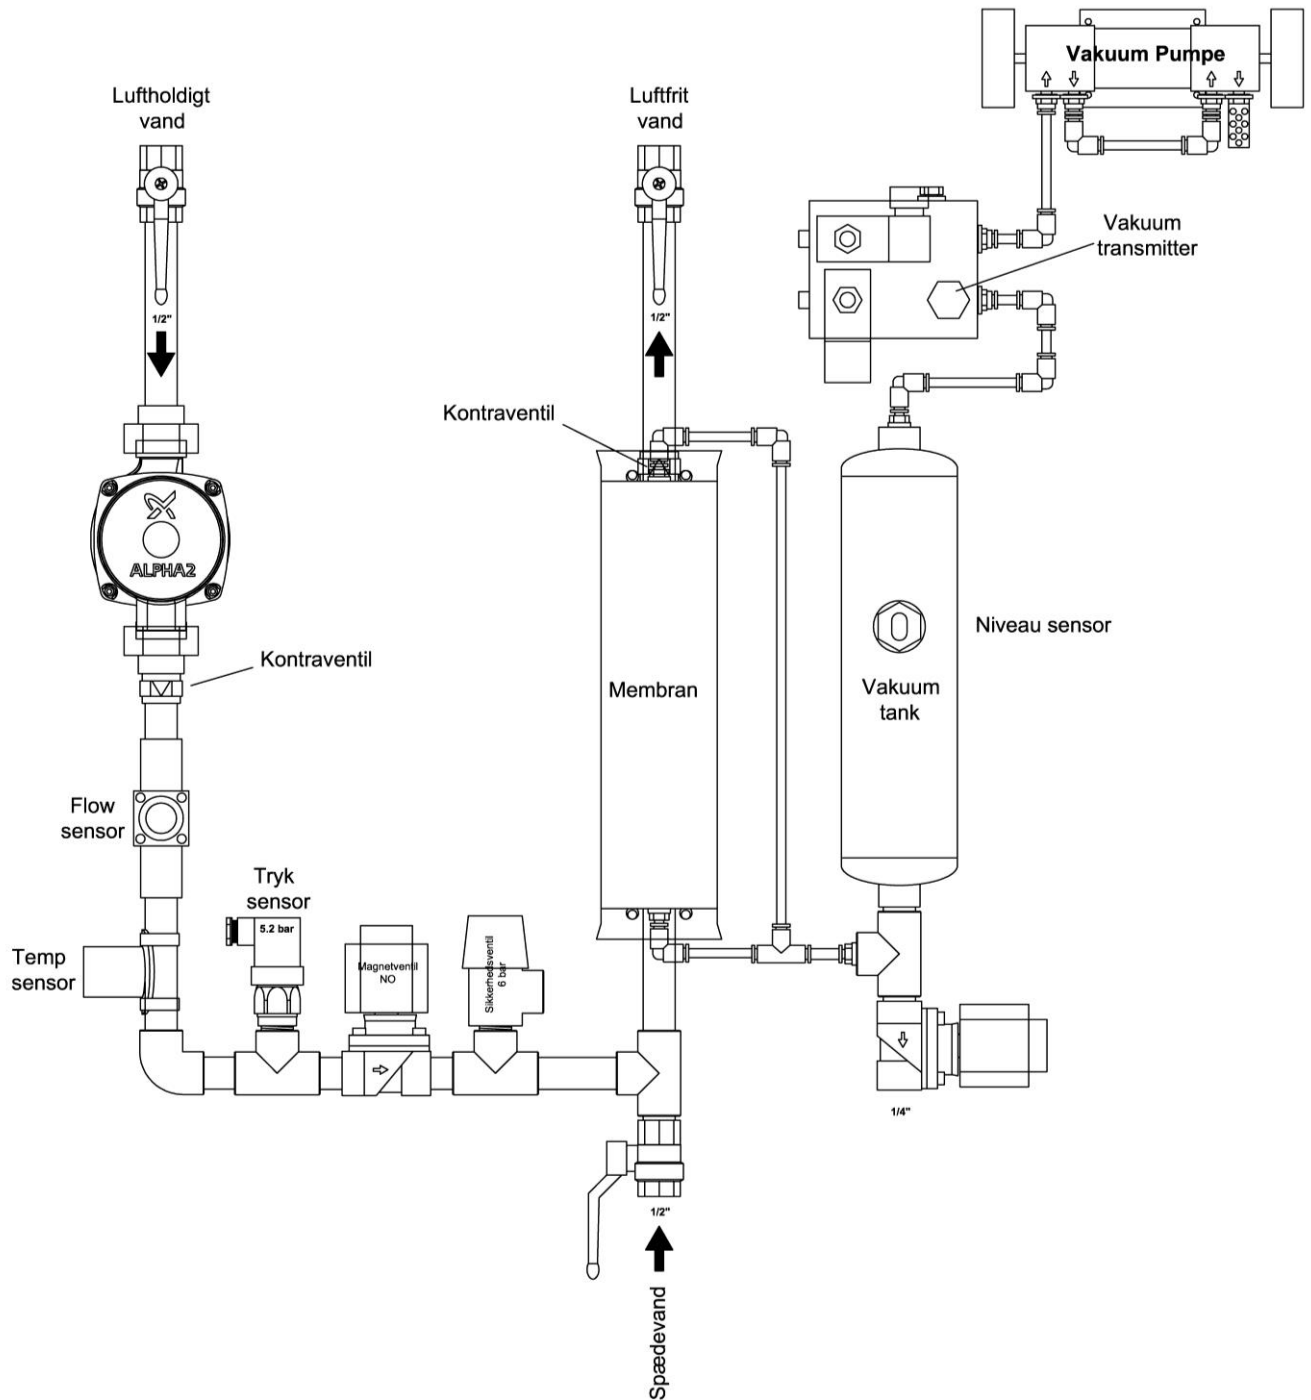 Vakuum Pumpe
Luftholdigt
vand
Luftfrit
vand
Vakuum
transmitter
1/2"
1/2"
Kontraventil
ALPHA2
Niveau sensor
Kontraventil
Membran
Vakuum
tank
Flow
sensor
Tryk
sensor
5.2 bar
Temp
sensor
Magnetventil
NO
Sikkerhedsventil
6 bar
1/4"
1/2"
Spædevand